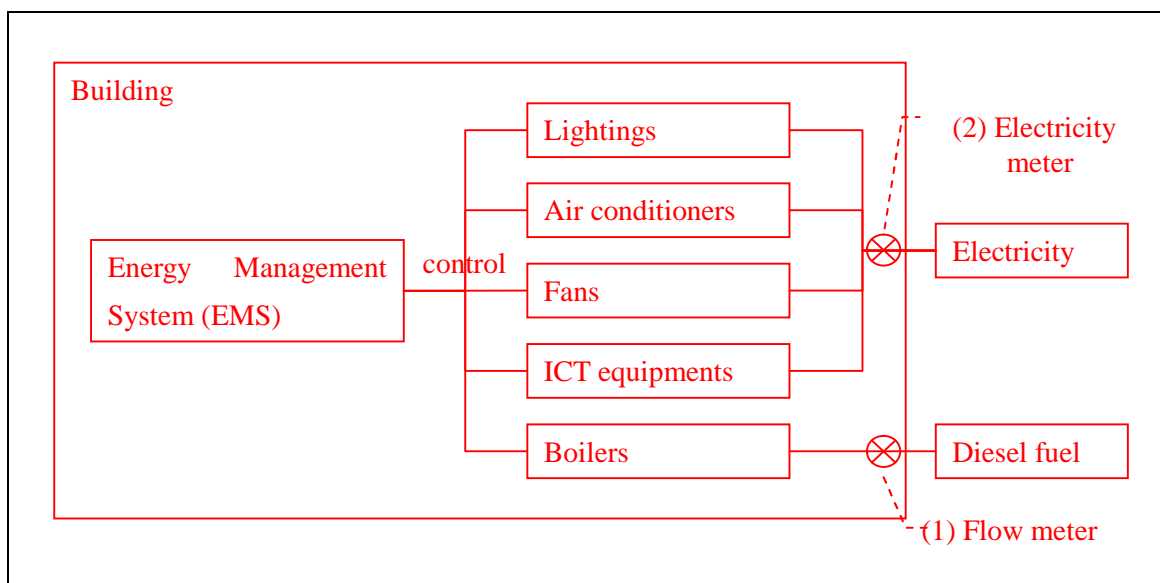 Building
Lightings
(2) Electricity
meter
Air conditioners
Energy Management
System (EMS)
control
Electricity
Fans
ICT equipments
Boilers
Diesel fuel
(1) Flow meter